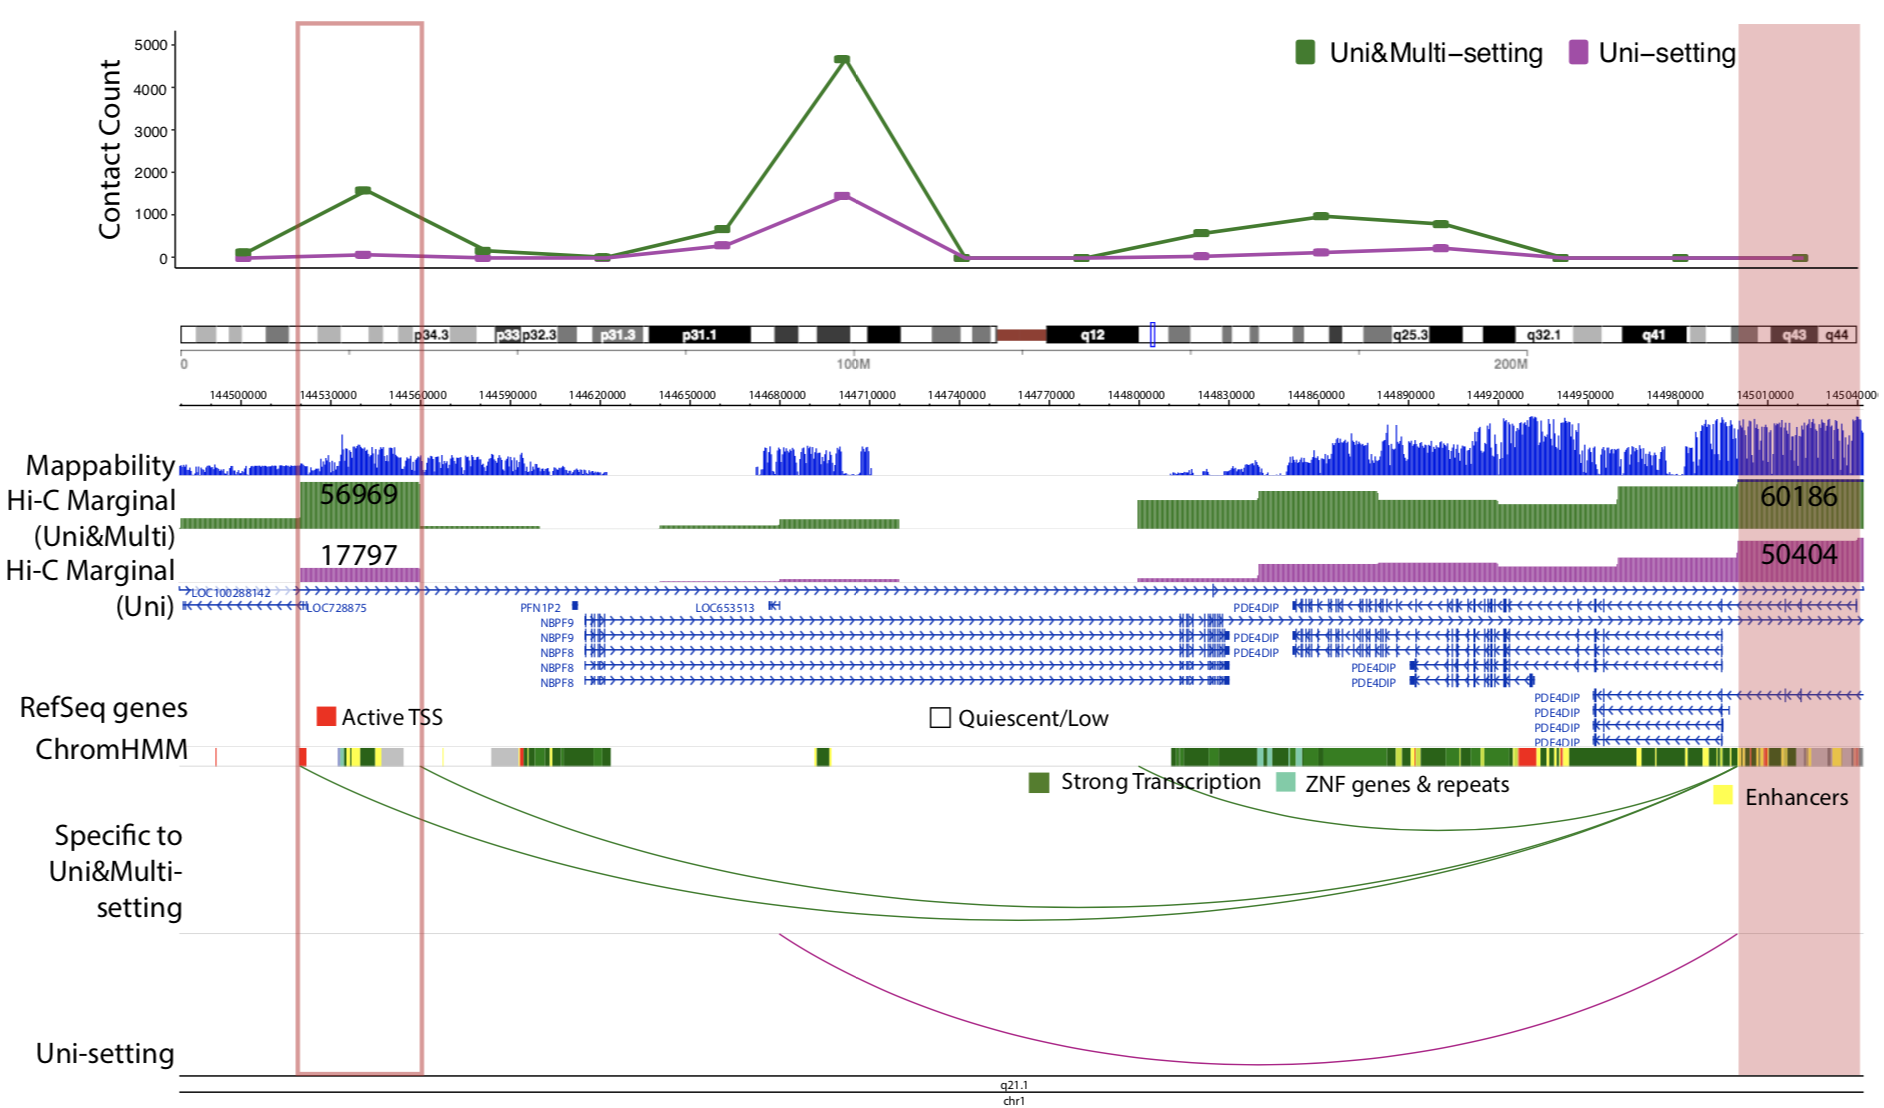 5000
4000
3000
2000
1000
0
Contact Count
Uni&Multi−setting
Uni−setting
p34.3 p33 p32.3 p31.3 p31.1 q12 q25.3 q32.1 q41 q43 q44
0 100M 200M
144500000 144530000 144560000 144590000 144620000 144650000 144680000 144710000 144740000 144770000 144800000 144830000 144860000 144890000 144920000 144950000 144980000 145010000 14504000
Mappability
Hi-C Marginal
(Uni&Multi)
56969
60186
Hi-C Marginal
(Uni)
17797
50404
LOC100288142
LOC728875 PFN1P2 LOC653513 PDE4DIP
NBPF9
NBPF9 PDE4DIP
NBPF8 PDE4DIP
NBPF8 PDE4DIP
NBPF8 PDE4DIP
PDE4DIP
PDE4DIP
PDE4DIP
PDE4DIP
RefSeq genes
Active TSS
Quiescent/Low
ChromHMM
Strong Transcription
ZNF genes & repeats
Enhancers
Specific to
Uni&Multi-
setting
Uni-setting
q21.1
chr1